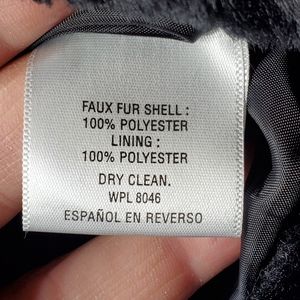 FAUX FUR SHELL :
100% POLYESTER
LINING :
100% POLYESTER
DRY CLEAN.
WPL 8046
ESPAÑOL EN REVERSO